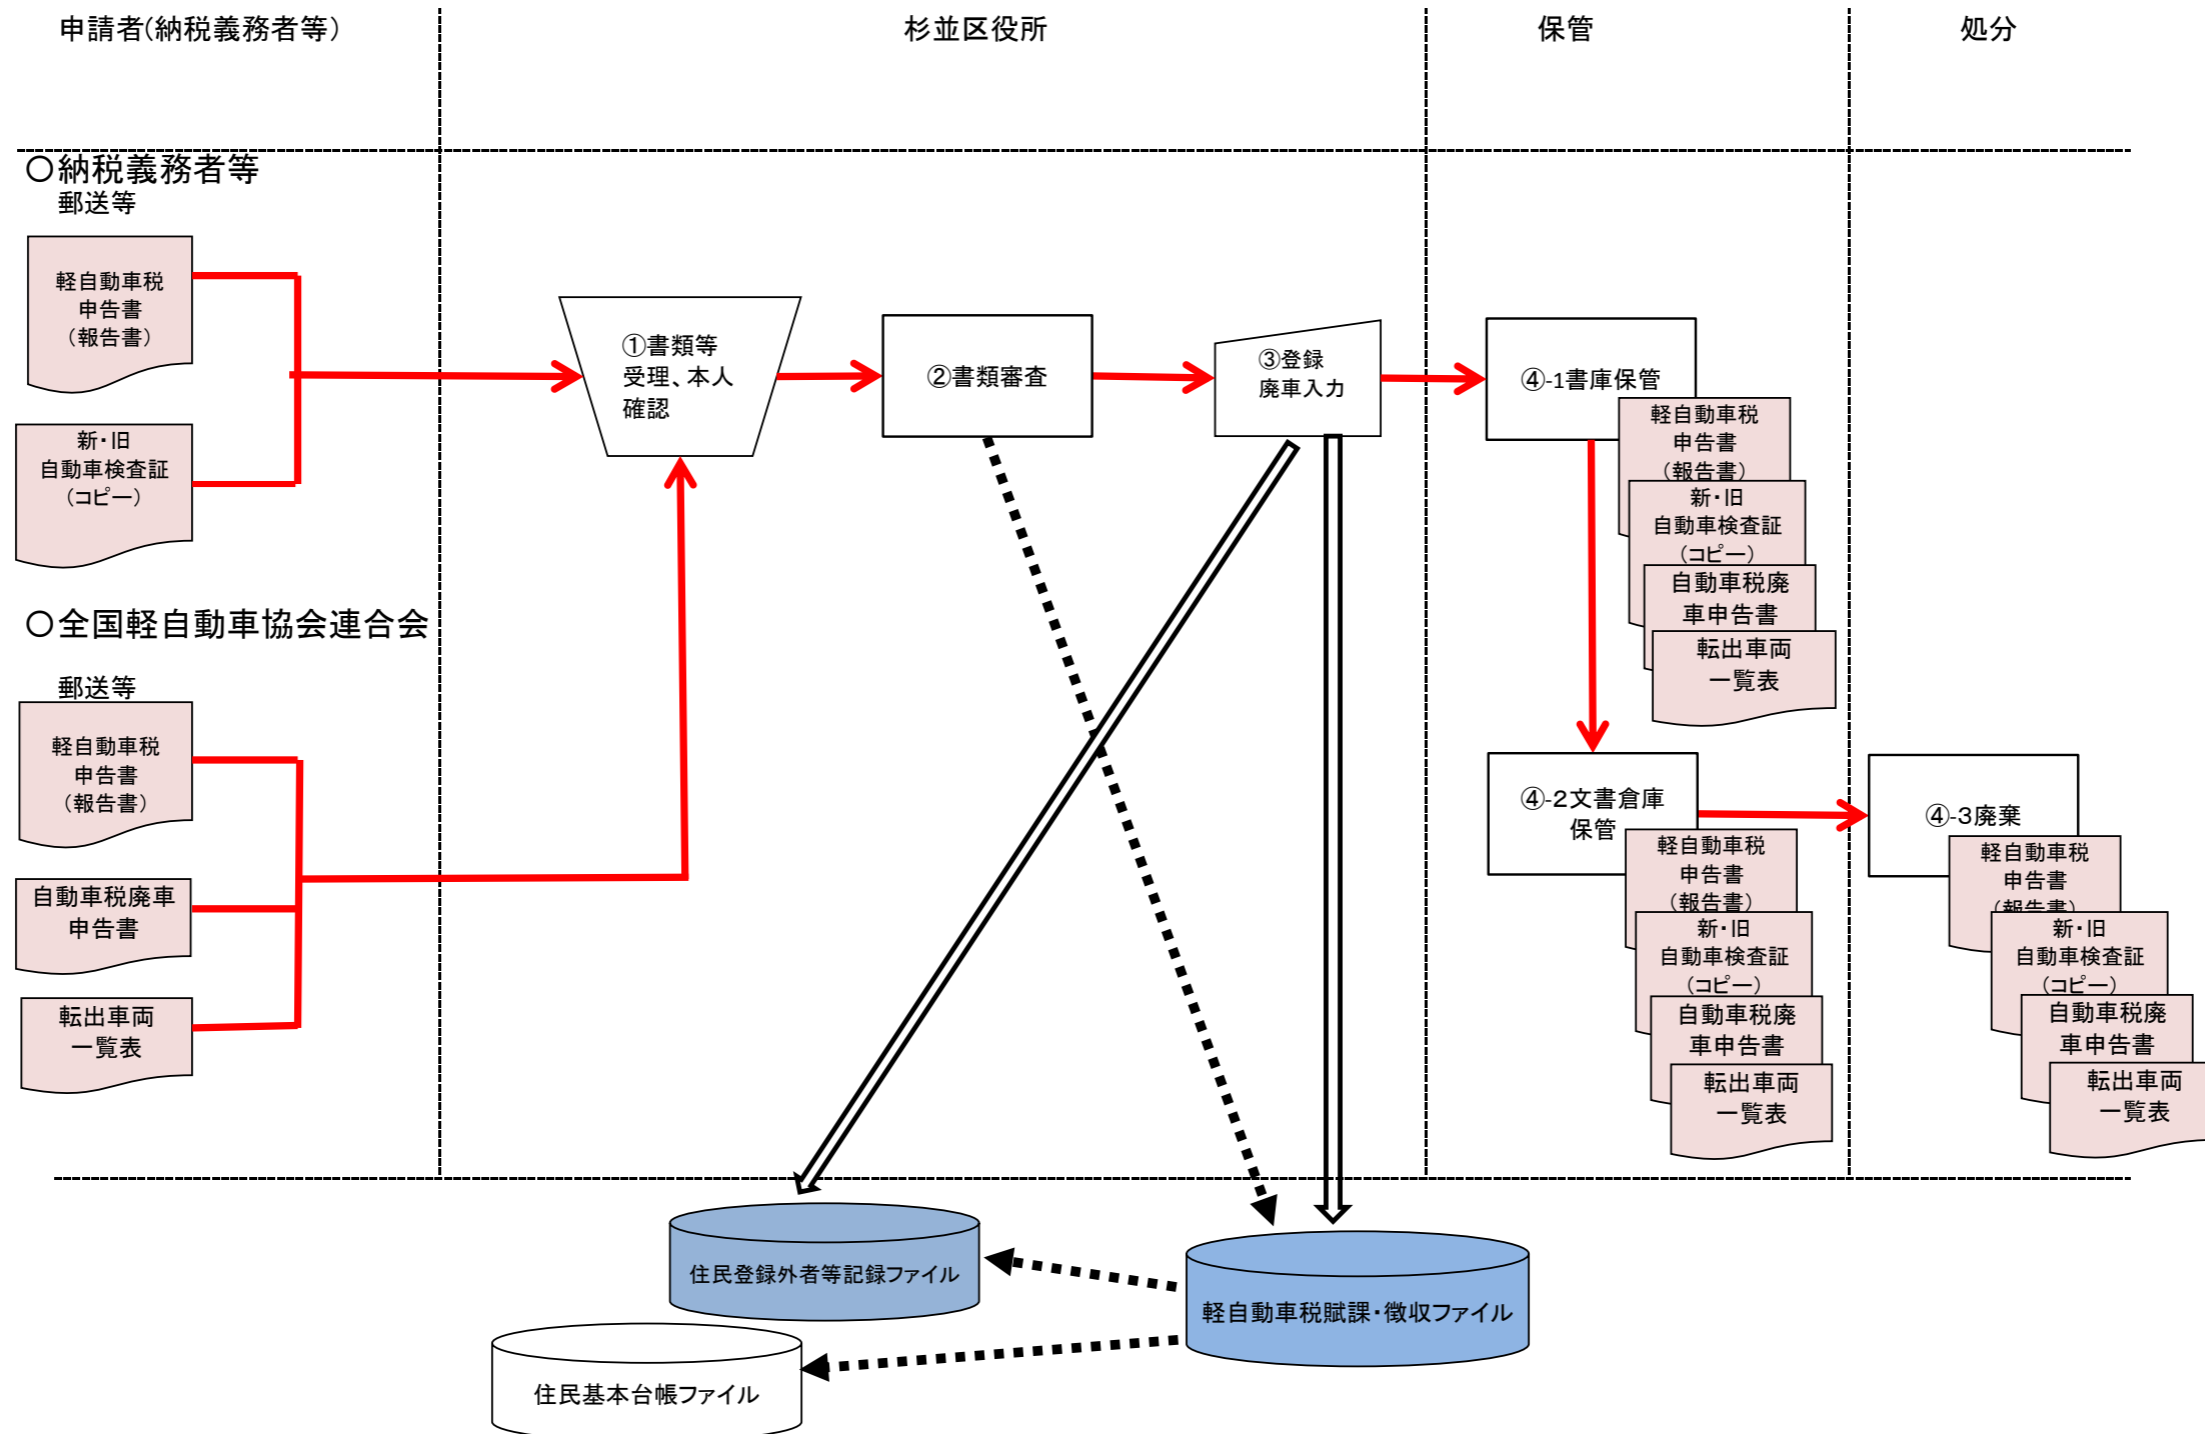 申請者(納税義務者等)
杉並区役所
保管
処分
○納税義務者等
郵送等
軽自動車税
申告書
(報告書)
新・旧
自動車検査証
(コピー)
①書類等
受理、本人
確認
②書類審査
③登録
廃車入力
④-1書庫保管
軽自動車税
申告書
(報告書)
新・旧
自動車検査証
(コピー)
自動車税廃
車申告書
転出車両
一覧表
○全国軽自動車協会連合会
郵送等
軽自動車税
申告書
(報告書)
自動車税廃車
申告書
転出車両
一覧表
④-2文書倉庫
保管
軽自動車税
申告書
(報告書)
新・旧
自動車検査証
(コピー)
自動車税廃
車申告書
転出車両
一覧表
④-3廃棄
軽自動車税
申告書
(報告書)
新・旧
自動車検査証
(コピー)
自動車税廃
車申告書
転出車両
一覧表
住民登録外者等記録ファイル
軽自動車税賦課・徴収ファイル
住民基本台帳ファイル